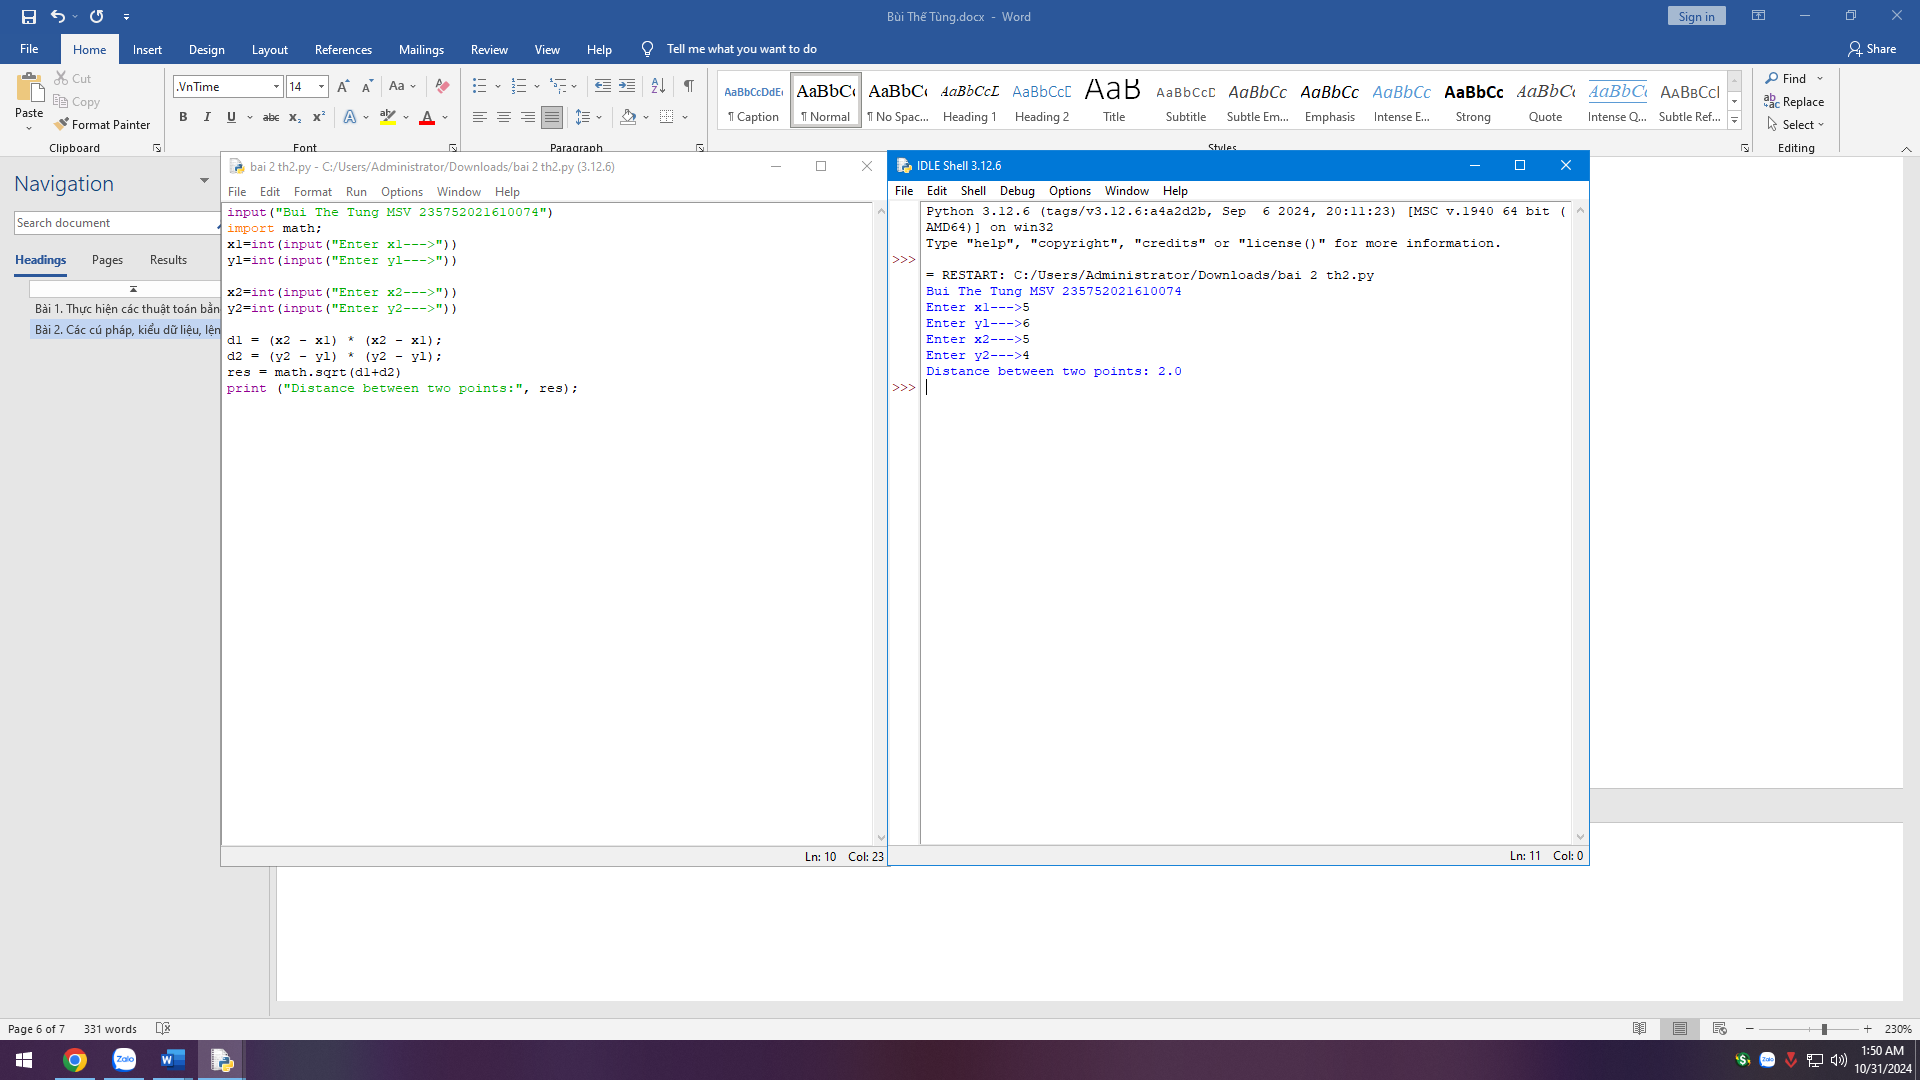 Bùi Thế Tùng.docx - Word
Sign in
File Home Insert Design Layout References Mailings Review View Help Tell me what you want to do Share
Paste
Cut
Copy
Format Painter
Clipboard
.VnTime 14
Font
Paragraph
AaBbCcDdEe ¶ Caption
AaBbCc ¶ Normal
AaBbCc ¶ No Spac...
AaBbCcD Heading 1
AaBbCcD Heading 2
AaB Title
AaBbCcD Subtitle
AaBbCc Subtle Em...
AaBbCc Emphasis
AaBbCc Intense E...
AaBbCc Strong
AaBbCc Quote
AaBbCc Intense Q...
AaBbCcI Subtle Ref...
Styles
Find
Replace
Select
Editing
Navigation
Search document
Headings Pages Results
Bài 1. Thực hiện các thuật toán bằn
Bài 2. Các cú pháp, kiểu dữ liệu, lện
bai 2 th2.py - C:/Users/Administrator/Downloads/bai 2 th2.py (3.12.6)
File Edit Format Run Options Window Help
input("Bui The Tung MSV 235752021610074")
import math;
x1=int(input("Enter x1--->"))
y1=int(input("Enter y1--->"))
x2=int(input("Enter x2--->"))
y2=int(input("Enter y2--->"))
d1 = (x2 - x1) * (x2 - x1);
d2 = (y2 - y1) * (y2 - y1);
res = math.sqrt(d1+d2)
print ("Distance between two points:", res);
Ln: 10 Col: 23
IDLE Shell 3.12.6
File Edit Shell Debug Options Window Help
Python 3.12.6 (tags/v3.12.6:a4a2d2b, Sep  6 2024, 20:11:23) [MSC v.1940 64 bit (
AMD64)] on win32
Type "help", "copyright", "credits" or "license()" for more information.
>>>
= RESTART: C:/Users/Administrator/Downloads/bai 2 th2.py
Bui The Tung MSV 235752021610074
Enter x1--->5
Enter y1--->6
Enter x2--->5
Enter y2--->4
Distance between two points: 2.0
>>>
Ln: 11 Col: 0
Page 6 of 7 331 words
230%
Zalo
1:50 AM
10/31/2024